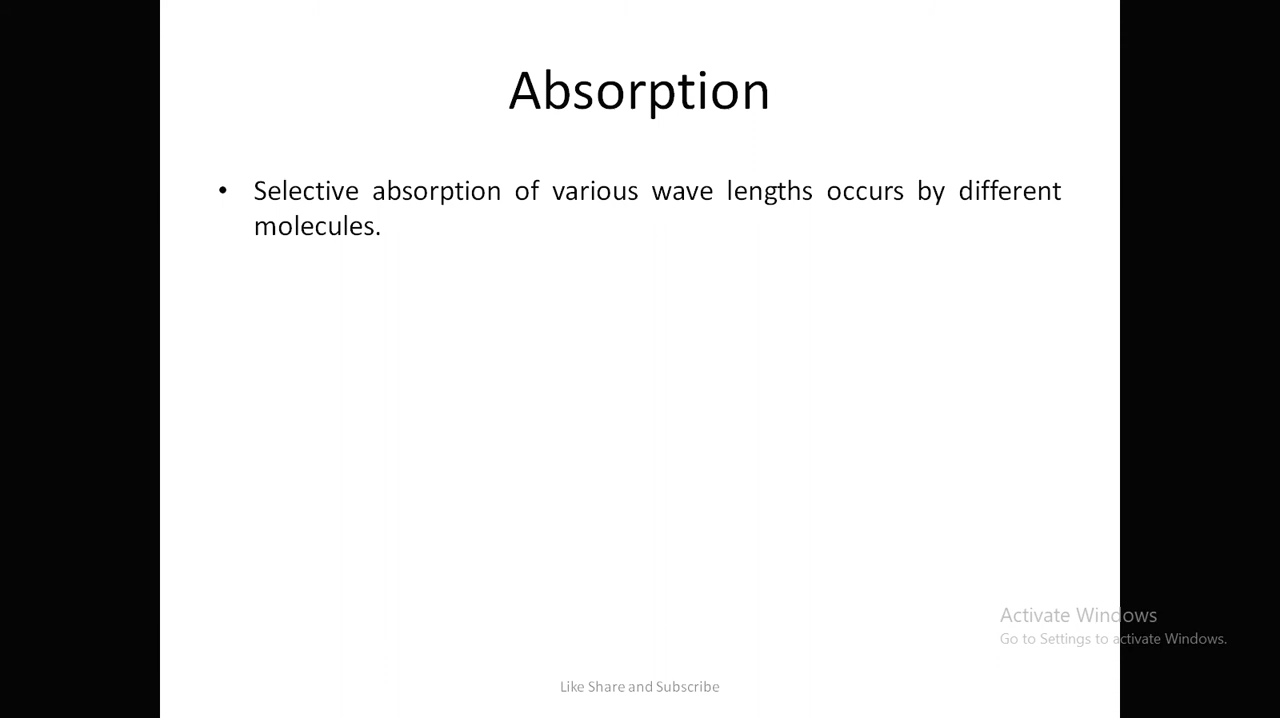 Absorption
• Selective absorption of various wave lengths occurs by different
molecules.
Activate Windows
Go to Settings to activate Windows.
Like Share and Subscribe